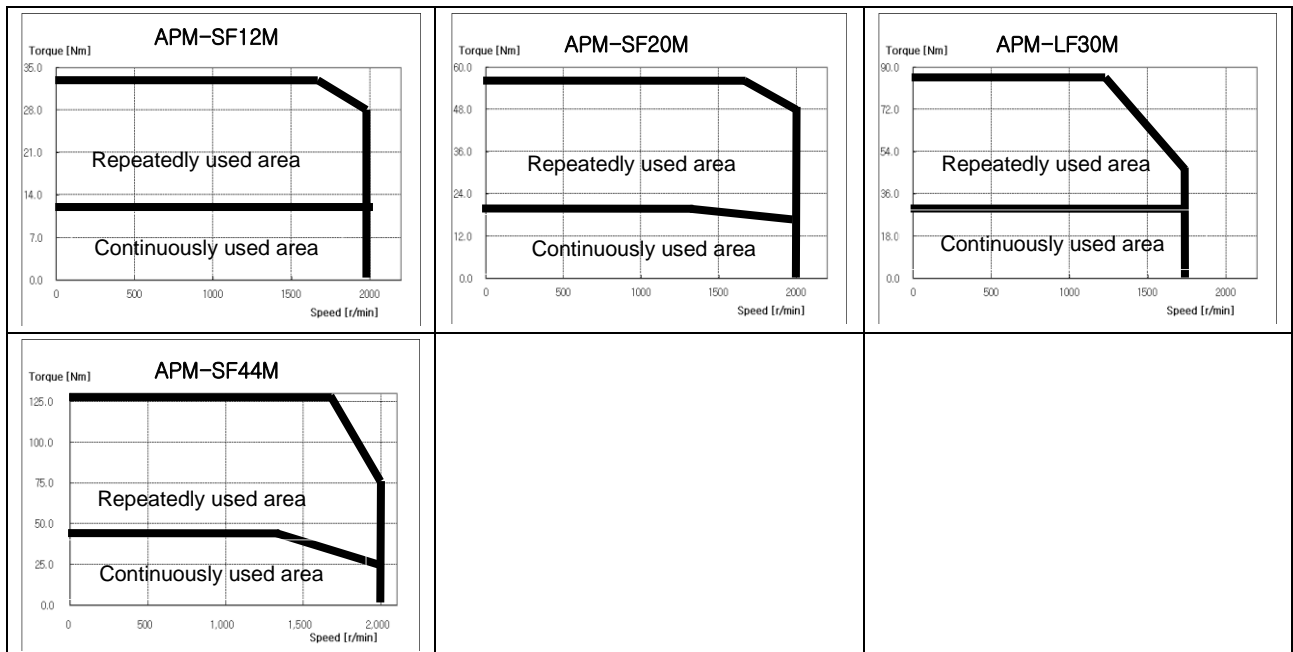 APM-SF12M
Torque [Nm]
35.0
28.0
21.0
14.0
7.0
0.0
Repeatedly used area
Continuously used area
0 500 1000 1500 2000
Speed [r/min]
APM-SF20M
Torque [Nm]
60.0
48.0
36.0
24.0
12.0
0.0
Repeatedly used area
Continuously used area
0 500 1000 1500 2000
Speed [r/min]
APM-LF30M
Torque [Nm]
90.0
72.0
54.0
36.0
18.0
0.0
Repeatedly used area
Continuously used area
0 500 1000 1500 2000
Speed [r/min]
APM-SF44M
Torque [Nm]
125.0
100.0
75.0
50.0
25.0
0.0
Repeatedly used area
Continuously used area
0 500 1,000 1,500 2,000
Speed [r/min]